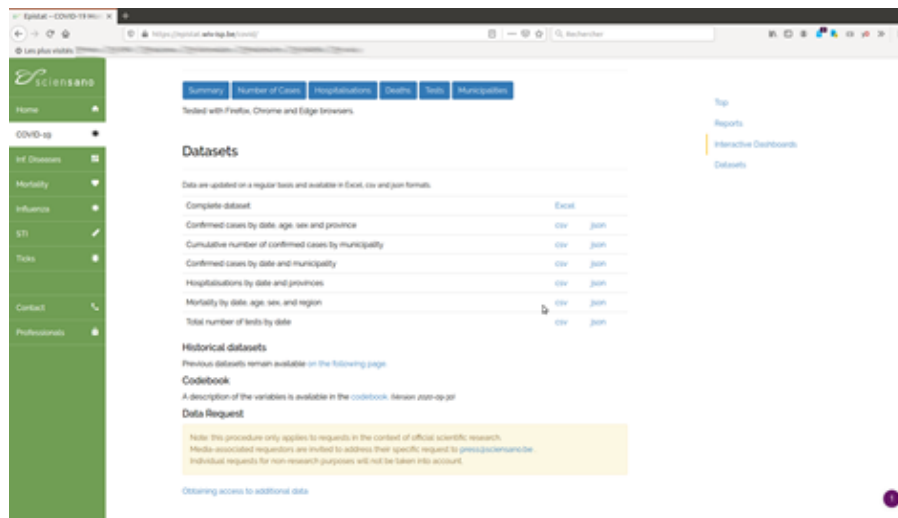 Epistat – COVID-19 Mon
https://epistat.wiv-isp.be/covid/
Rechercher
Les plus visités
sciensano
Home
COVID-19
Inf. Diseases
Mortality
Influenza
STI
Ticks
Contact
Professionals
Summary Number of Cases Hospitalisations Deaths Tests Municipalities
Tested with Firefox, Chrome and Edge browsers.
Datasets
Data are updated on a regular basis and available in Excel, csv and json formats.
Complete dataset Excel
Confirmed cases by date, age, sex and province csv json
Cumulative number of confirmed cases by municipality csv json
Confirmed cases by date and municipality csv json
Hospitalisations by date and provinces csv json
Mortality by date, age, sex, and region csv json
Total number of tests by date csv json
Historical datasets
Previous datasets remain available on the following page.
Codebook
A description of the variables is available in the codebook. (Version 2020-09-30)
Data Request
Note: this procedure only applies to requests in the context of official scientific research.
Media-associated requestors are invited to address their specific request to press@sciensano.be .
Individual requests for non-research purposes will not be taken into account.
Obtaining access to additional data
Top
Reports
Interactive Dashboards
Datasets
1